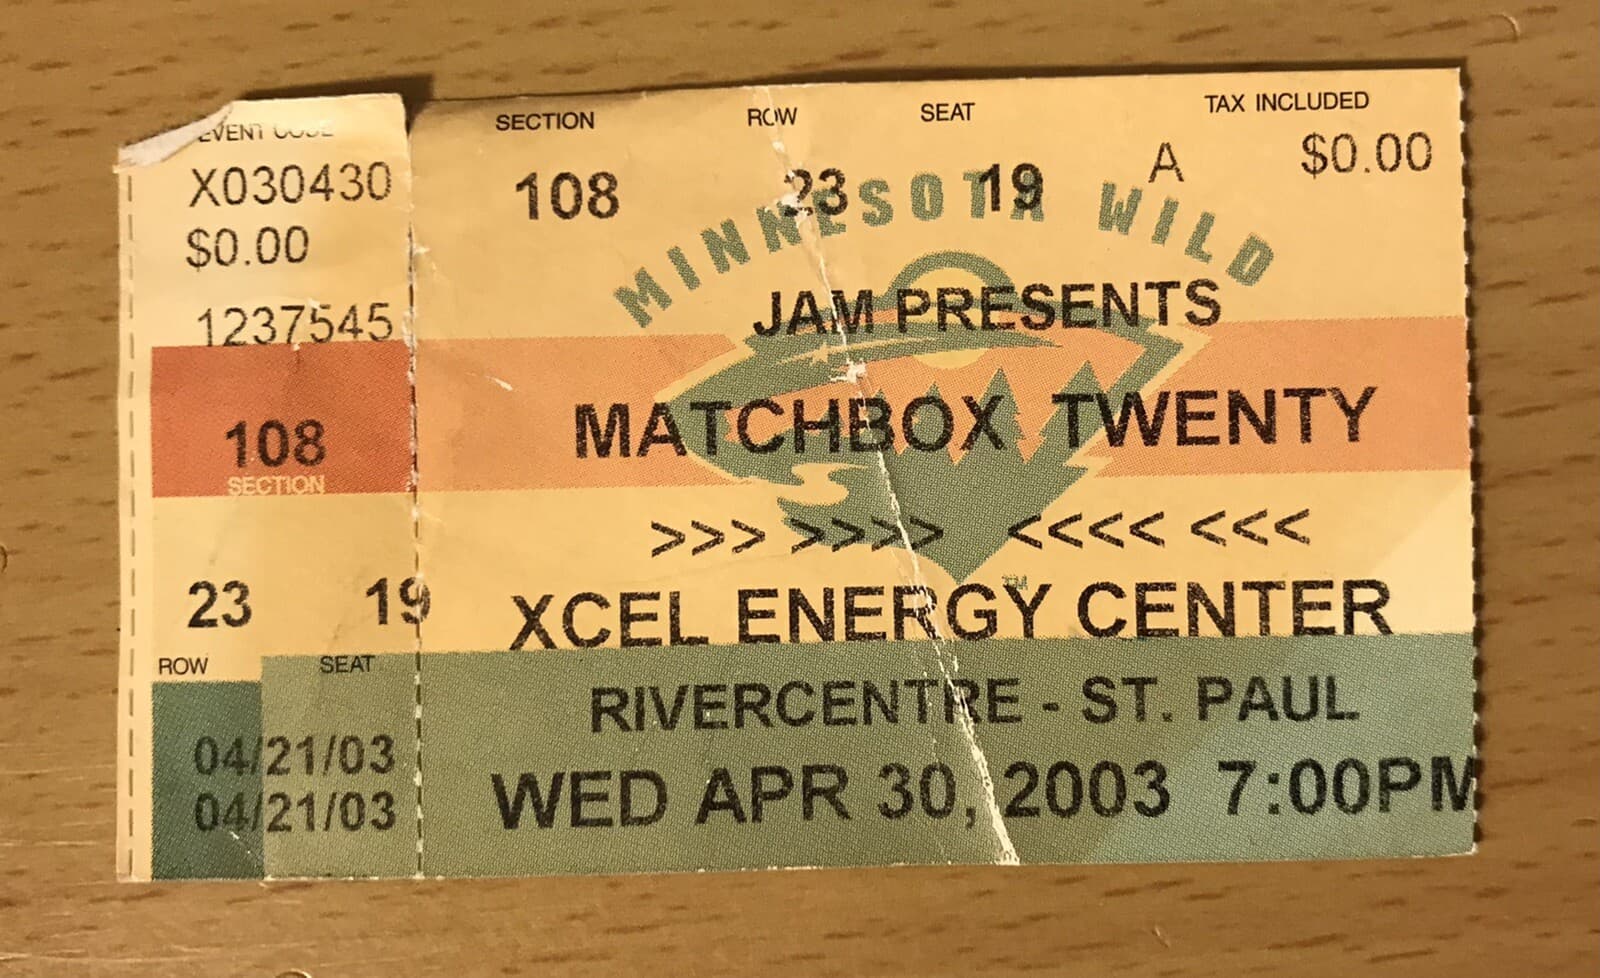 EVENT CODE
X030430
$0.00
1237545
108
SECTION
23 19
ROW SEAT
04/21/03
04/21/03
SECTION ROW SEAT TAX INCLUDED
108 23 19 A $0.00
MINNESOTA WILD
JAM PRESENTS
MATCHBOX TWENTY
>>> >>>> <<<< <<<
TM
XCEL ENERGY CENTER
RIVERCENTRE - ST. PAUL
WED APR 30, 2003 7:00PM